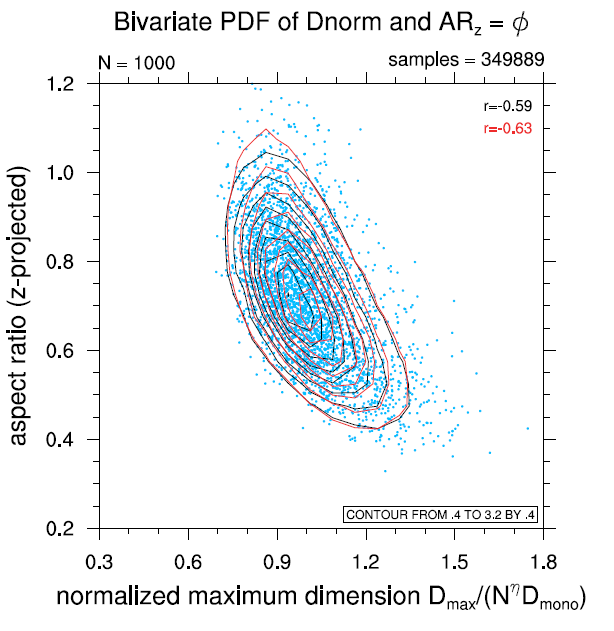 Bivariate PDF of Dnorm and ARz = ϕ
N = 1000
samples = 349889
r=-0.59
r=-0.63
aspect ratio (z-projected)
1.2
1.0
0.8
0.6
0.4
0.2
CONTOUR FROM .4 TO 3.2 BY .4
0.3 0.6 0.9 1.2 1.5 1.8
normalized maximum dimension Dmax/(NηDmono)